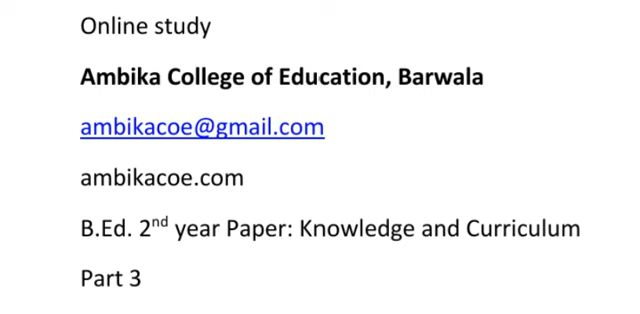 Online study
Ambika College of Education, Barwala
ambikacoe@gmail.com
ambikacoe.com
B.Ed. 2nd year Paper: Knowledge and Curriculum
Part 3